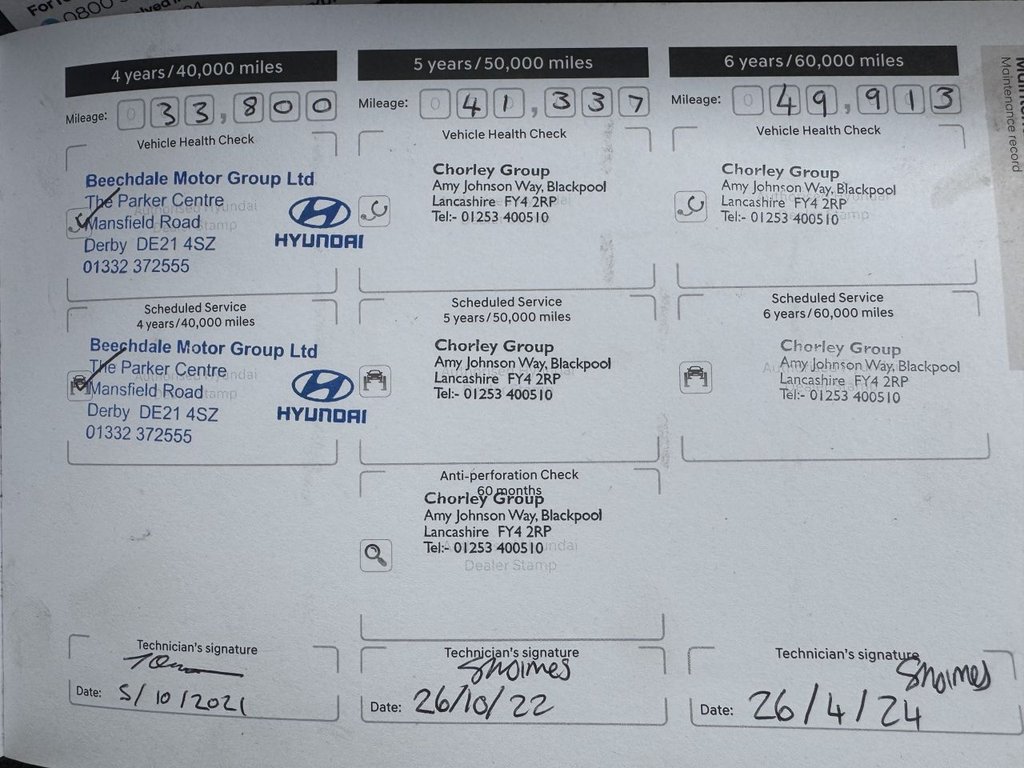 0800
4 years/40,000 miles
Mileage: 0 33,800
Vehicle Health Check
Beechdale Motor Group Ltd
The Parker Centre
Mansfield Road
Derby DE21 4SZ
01332 372555
HYUNDAI
Scheduled Service
4 years/40,000 miles
Beechdale Motor Group Ltd
The Parker Centre
Mansfield Road
Derby DE21 4SZ
01332 372555
HYUNDAI
Technician's signature
Date: 5/10/2021
5 years/50,000 miles
Mileage: 0 41,337
Vehicle Health Check
Chorley Group
Amy Johnson Way, Blackpool
Lancashire FY4 2RP
Tel:- 01253 400510
Scheduled Service
5 years/50,000 miles
Chorley Group
Amy Johnson Way, Blackpool
Lancashire FY4 2RP
Tel:- 01253 400510
Anti-perforation Check
60 months
Chorley Group
Amy Johnson Way, Blackpool
Lancashire FY4 2RP
Tel:- 01253 400510
Dealer Stamp
Technician's signature
Date: 26/10/22
6 years/60,000 miles
Mileage: 0 49,913
Vehicle Health Check
Chorley Group
Amy Johnson Way, Blackpool
Lancashire FY4 2RP
Tel:- 01253 400510
Scheduled Service
6 years/60,000 miles
Chorley Group
Amy Johnson Way, Blackpool
Lancashire FY4 2RP
Tel:- 01253 400510
Technician's signature
Date: 26/4/24
Maintenance record